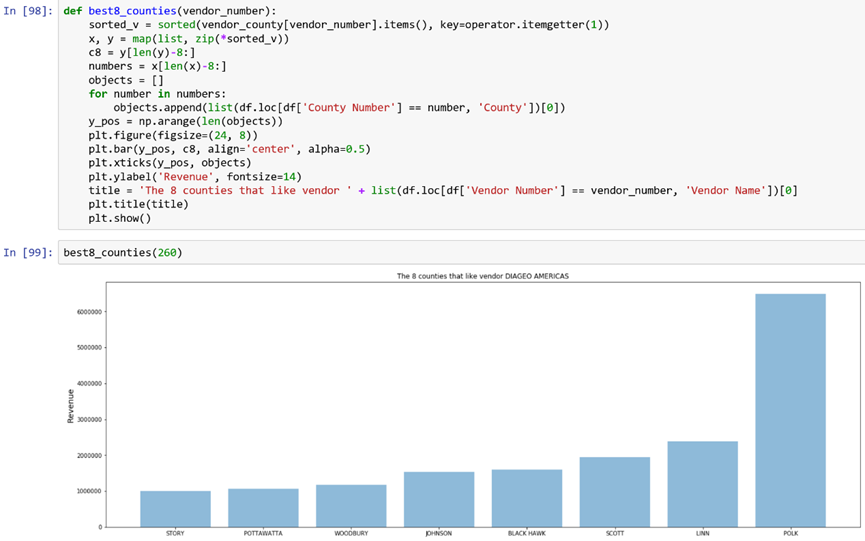 In [98]: def best8_counties(vendor_number):
    sorted_v = sorted(vendor_county[vendor_number].items(), key=operator.itemgetter(1))
    x, y = map(list, zip(*sorted_v))
    c8 = y[len(y)-8:]
    numbers = x[len(x)-8:]
    objects = []
    for number in numbers:
        objects.append(list(df.loc[df['County Number'] == number, 'County'])[0])
    y_pos = np.arange(len(objects))
    plt.figure(figsize=(24, 8))
    plt.bar(y_pos, c8, align='center', alpha=0.5)
    plt.xticks(y_pos, objects)
    plt.ylabel('Revenue', fontsize=14)
    title = 'The 8 counties that like vendor ' + list(df.loc[df['Vendor Number'] == vendor_number, 'Vendor Name'])[0]
    plt.title(title)
    plt.show()
In [99]: best8_counties(260)
The 8 counties that like vendor DIAGEO AMERICAS
6000000
5000000
4000000
3000000
2000000
1000000
0
Revenue
STORY POTTAWATTA WOODBURY JOHNSON BLACK HAWK SCOTT LINN POLK